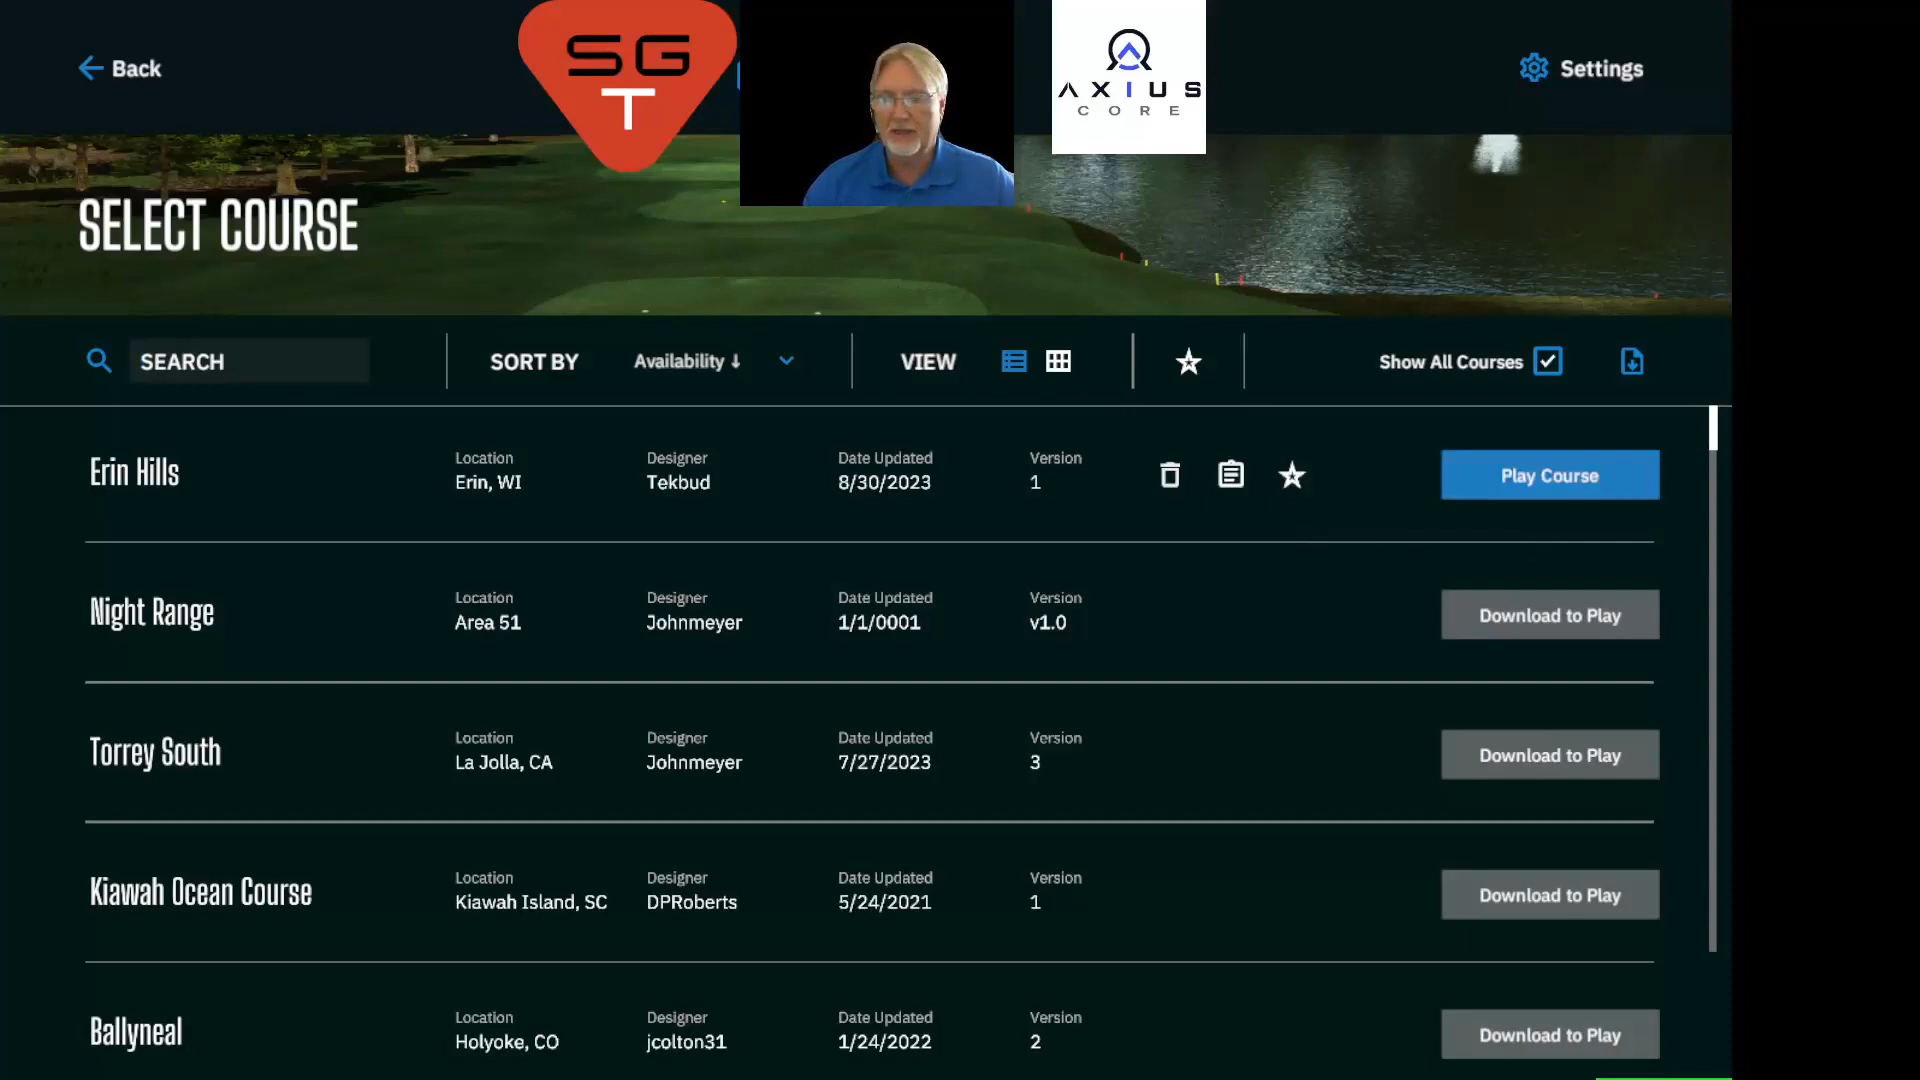 Back
SG
T
AXIUS
CORE
Settings
SELECT COURSE
SEARCH
SORT BY
Availability ↓
VIEW
Show All Courses
Erin Hills
Location
Erin, WI
Designer
Tekbud
Date Updated
8/30/2023
Version
1
Play Course
Night Range
Location
Area 51
Designer
Johnmeyer
Date Updated
1/1/0001
Version
v1.0
Download to Play
Torrey South
Location
La Jolla, CA
Designer
Johnmeyer
Date Updated
7/27/2023
Version
3
Download to Play
Kiawah Ocean Course
Location
Kiawah Island, SC
Designer
DPRoberts
Date Updated
5/24/2021
Version
1
Download to Play
Ballyneal
Location
Holyoke, CO
Designer
jcolton31
Date Updated
1/24/2022
Version
2
Download to Play